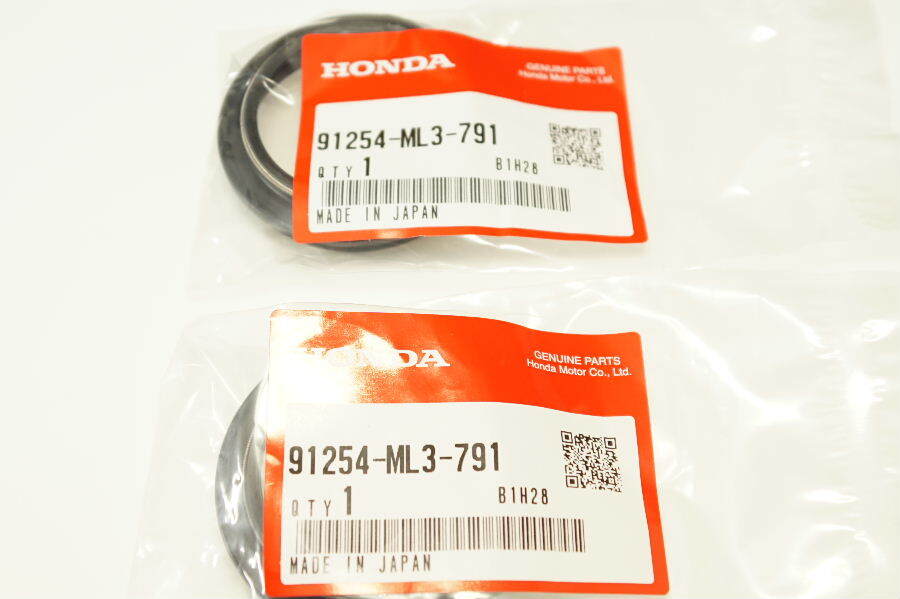 HONDA
GENUINE PARTS
Honda Motor Co., Ltd.
91254-ML3-791
QTY 1 B1H28
MADE IN JAPAN
HONDA
GENUINE PARTS
Honda Motor Co., Ltd.
91254-ML3-791
QTY 1 B1H28
MADE IN JAPAN